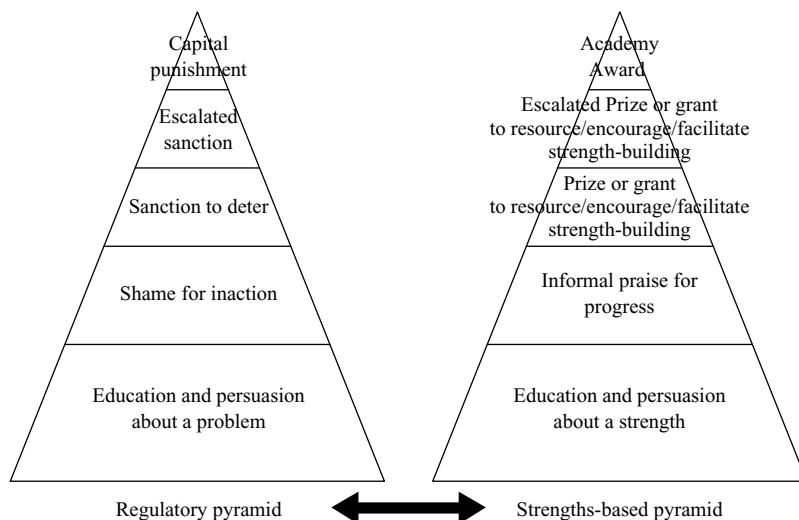 Capital
punishment
Escalated
sanction
Sanction to deter
Shame for inaction
Education and persuasion
about a problem
Regulatory pyramid
Academy
Award
Escalated Prize or grant
to resource/encourage/facilitate
strength-building
Prize or grant
to resource/encourage/facilitate
strength-building
Informal praise for
progress
Education and persuasion
about a strength
Strengths-based pyramid